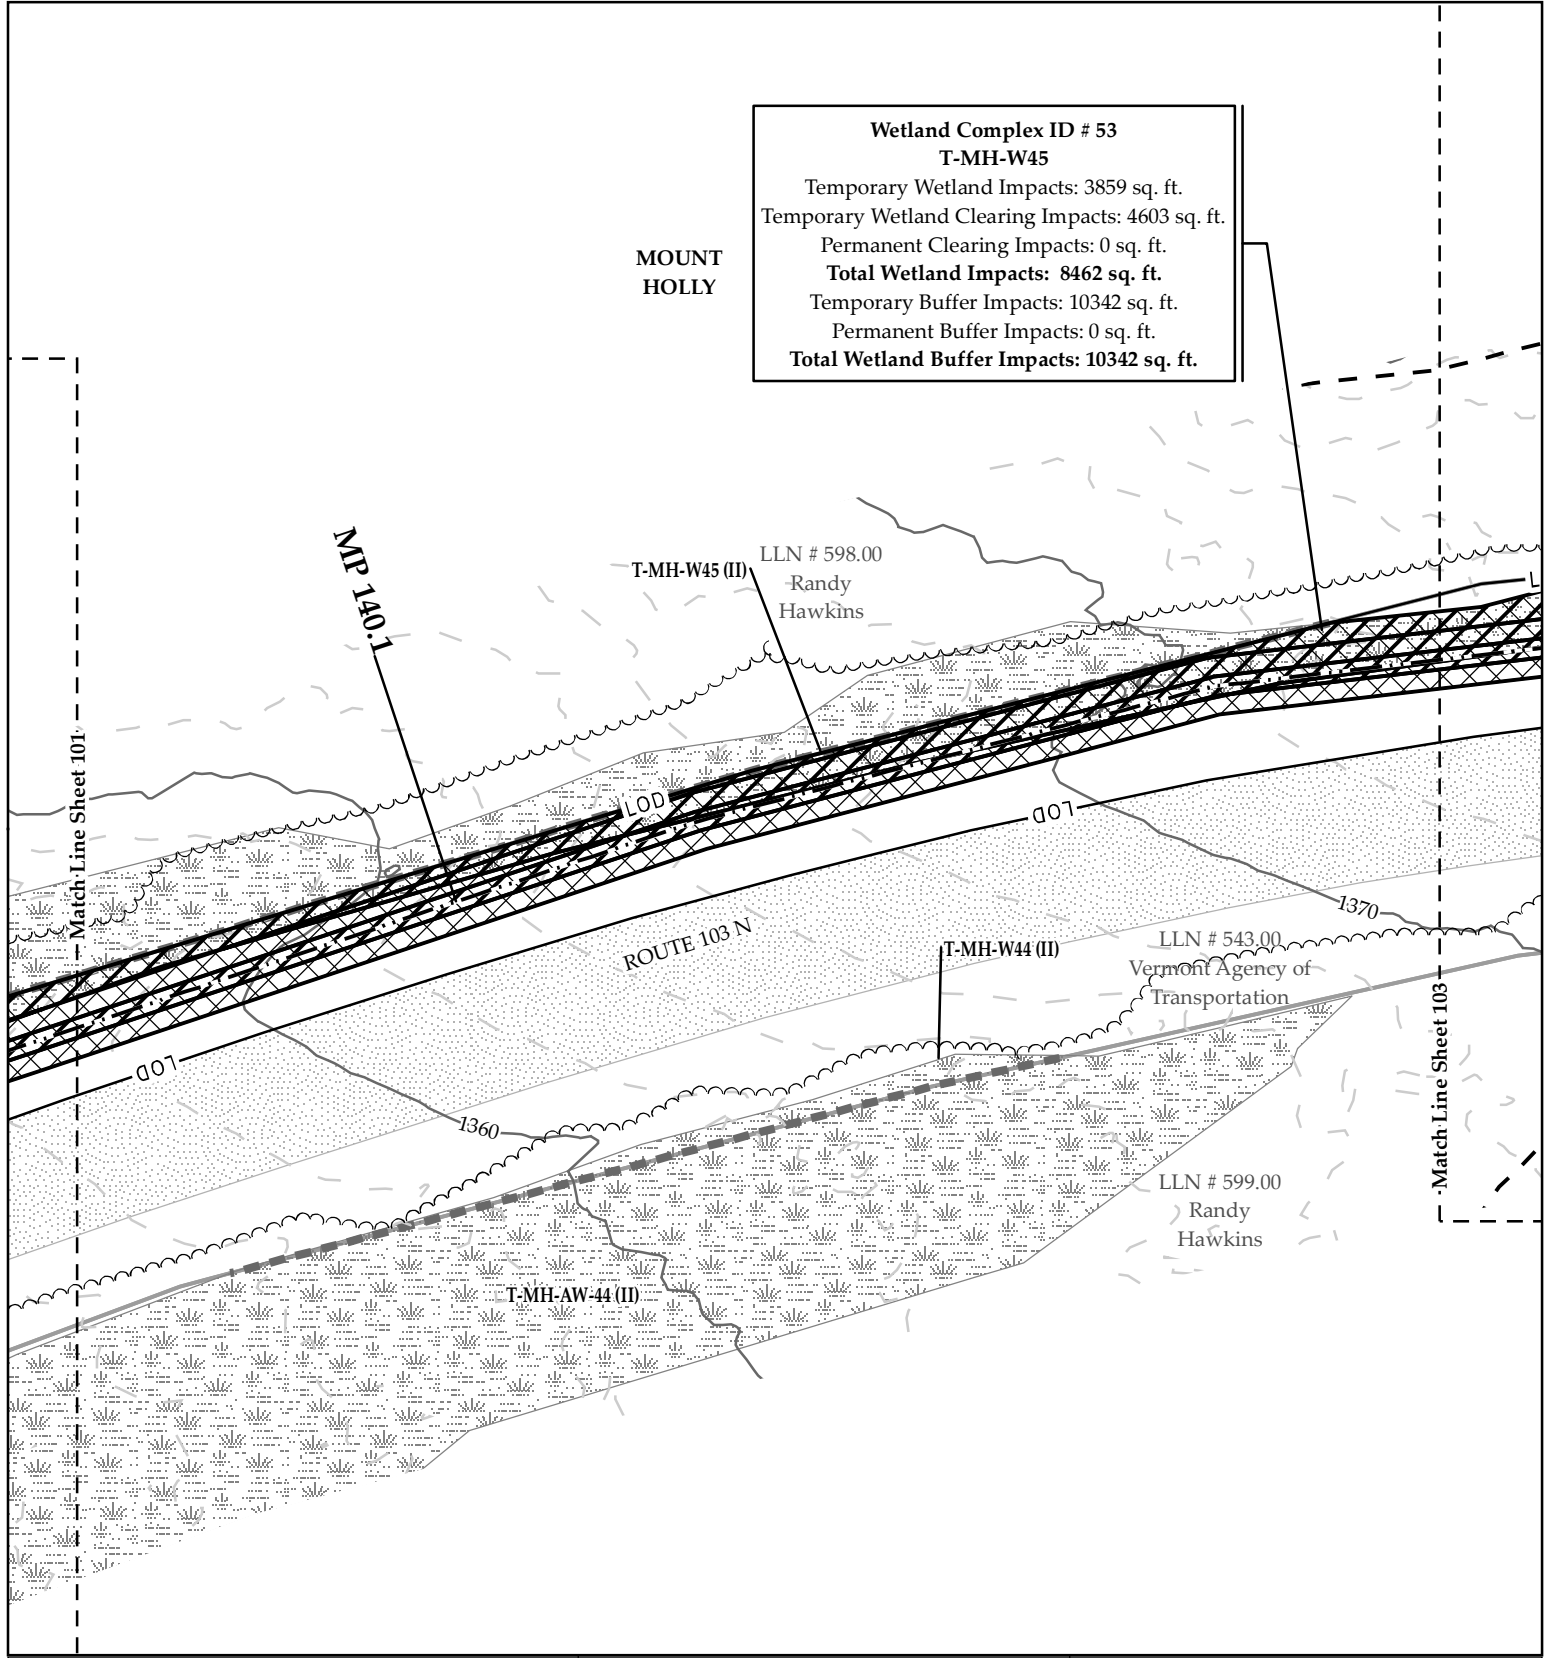 Wetland Complex ID # 53
T-MH-W45
Temporary Wetland Impacts: 3859 sq. ft.
Temporary Wetland Clearing Impacts: 4603 sq. ft.
Permanent Clearing Impacts: 0 sq. ft.
Total Wetland Impacts: 8462 sq. ft.
Temporary Buffer Impacts: 10342 sq. ft.
Permanent Buffer Impacts: 0 sq. ft.
Total Wetland Buffer Impacts: 10342 sq. ft.
MOUNT
HOLLY
MP 140.1
T-MH-W45 (II)
LLN # 598.00
Randy
Hawkins
L
Match Line Sheet 101
LOD
LOD
1370
ROUTE 103 N
T-MH-W44 (II)
LLN # 543.00
Vermont Agency of
Transportation
LOD
1360
Match Line Sheet 103
LLN # 599.00
Randy
Hawkins
T-MH-AW-44 (II)